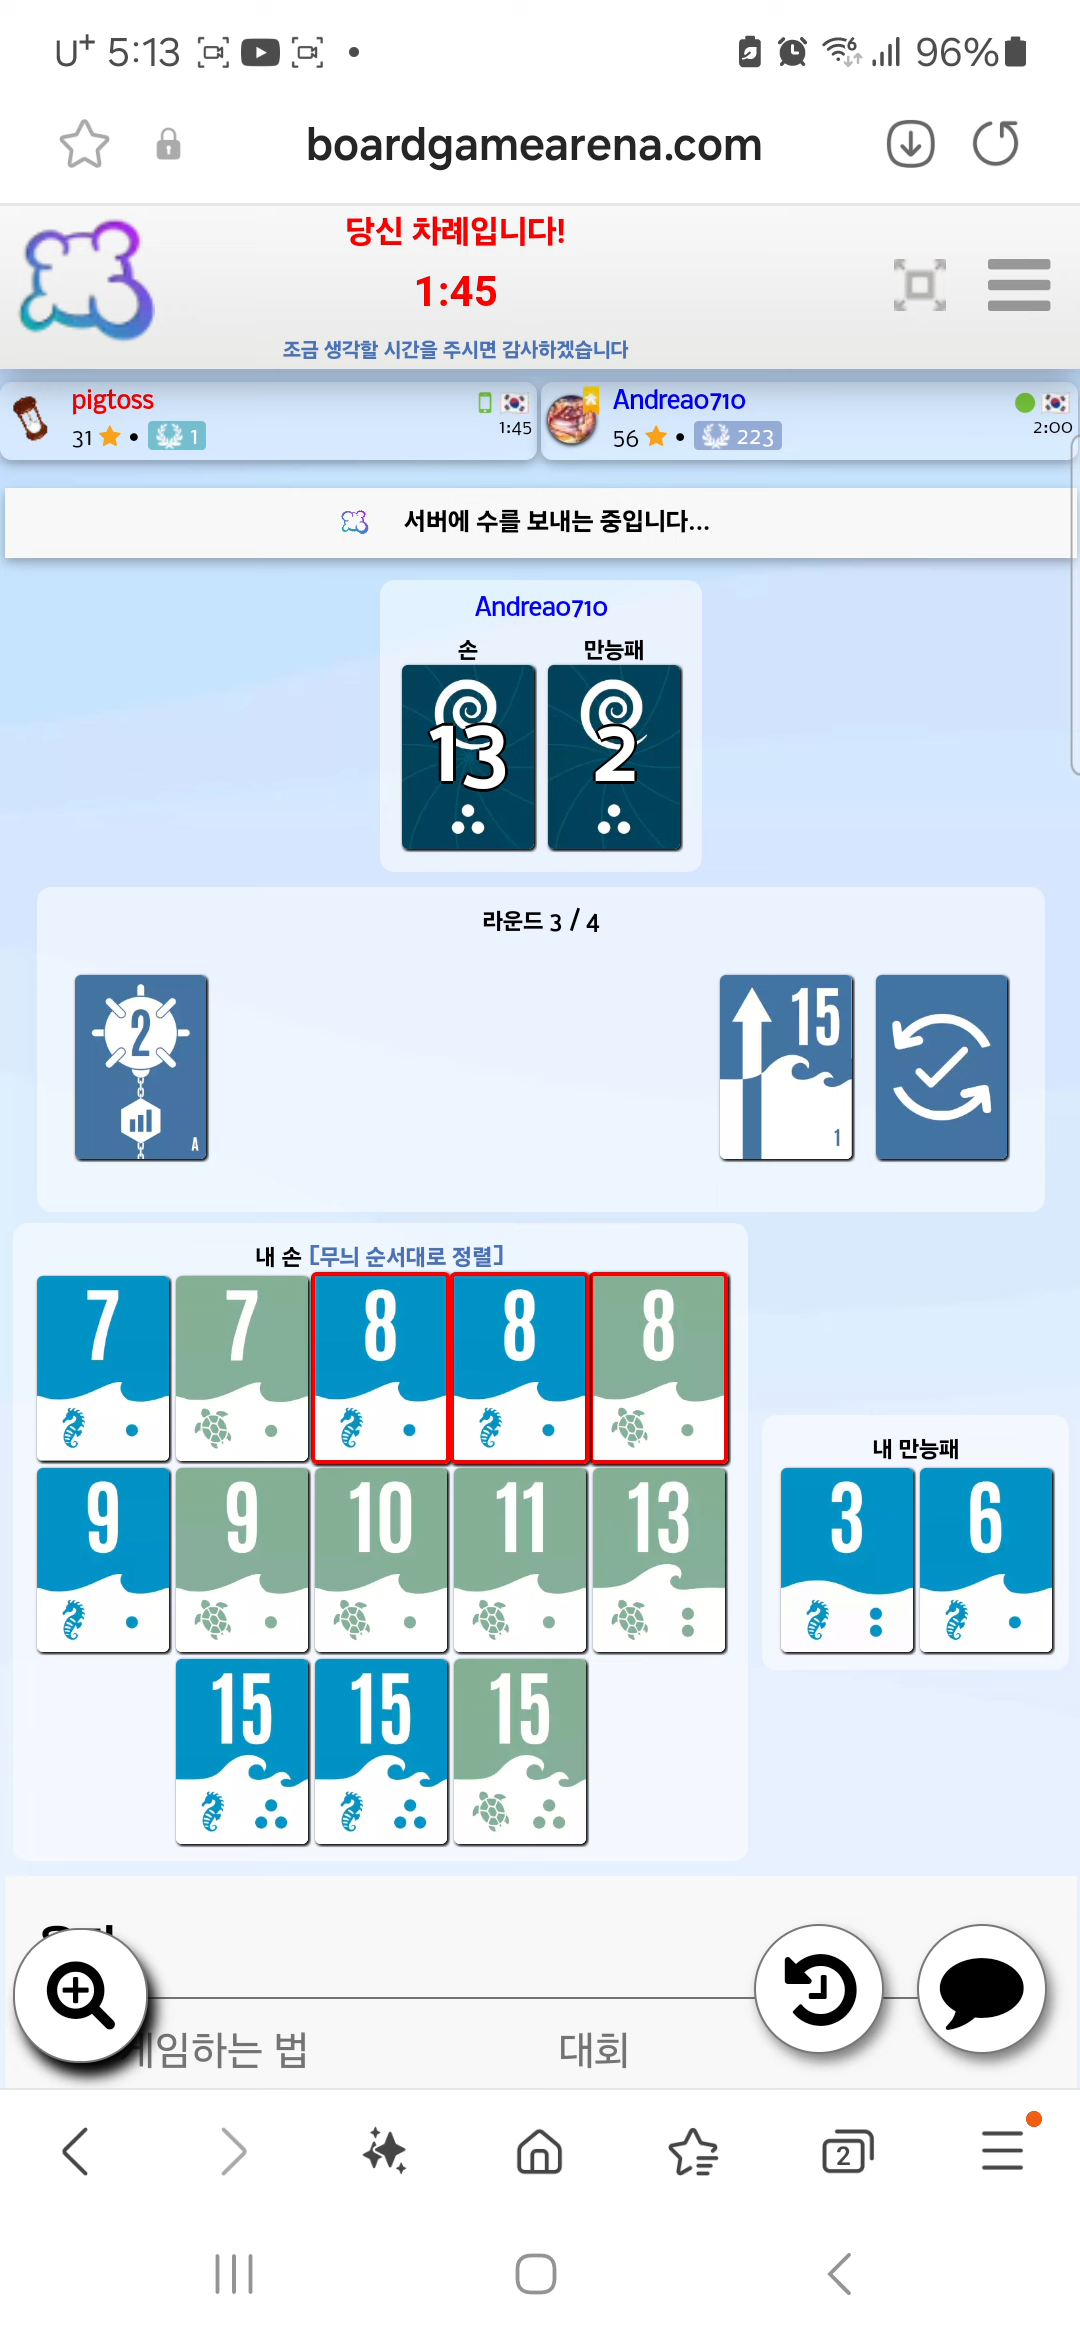 U+ 5:13 96%
boardgamearena.com
당신 차례입니다!
1:45
조금 생각할 시간을 주시면 감사하겠습니다
pigtoss
31 • 1
1:45
Andrea0710
56 • 223
2:00
서버에 수를 보내는 중입니다...
Andrea0710
손 만능패
13 2
라운드 3 / 4
2 A
15 1
내 손 [무늬 순서대로 정렬]
7 7 8 8 8
내 만능패
9 9 10 11 13
3 6
15 15 15
게임하는 법 대회
2